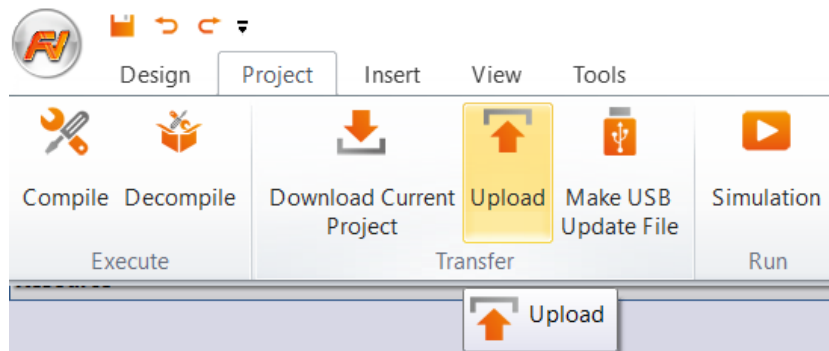 Design Project Insert View Tools
Compile Decompile Download Current Project Upload Make USB Update File Simulation
Execute Transfer Run
Upload